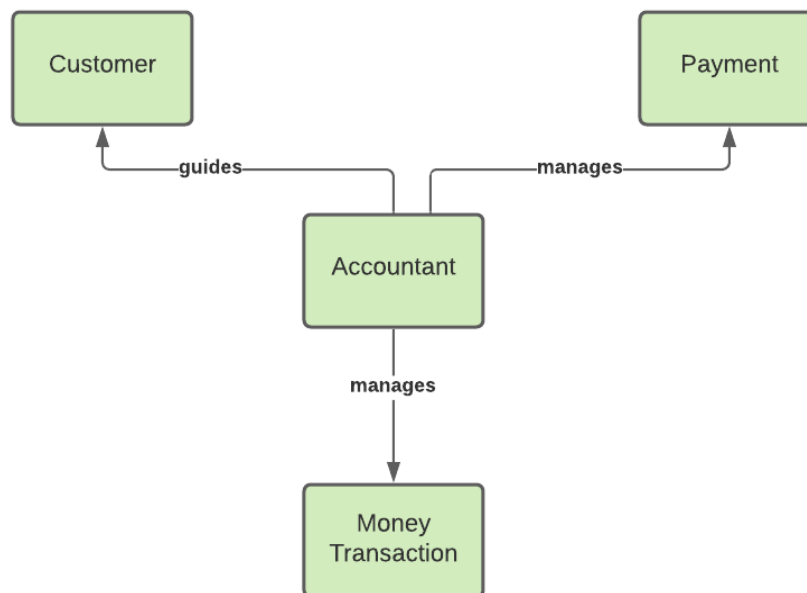 Customer
Payment
guides
manages
Accountant
manages
Money
Transaction